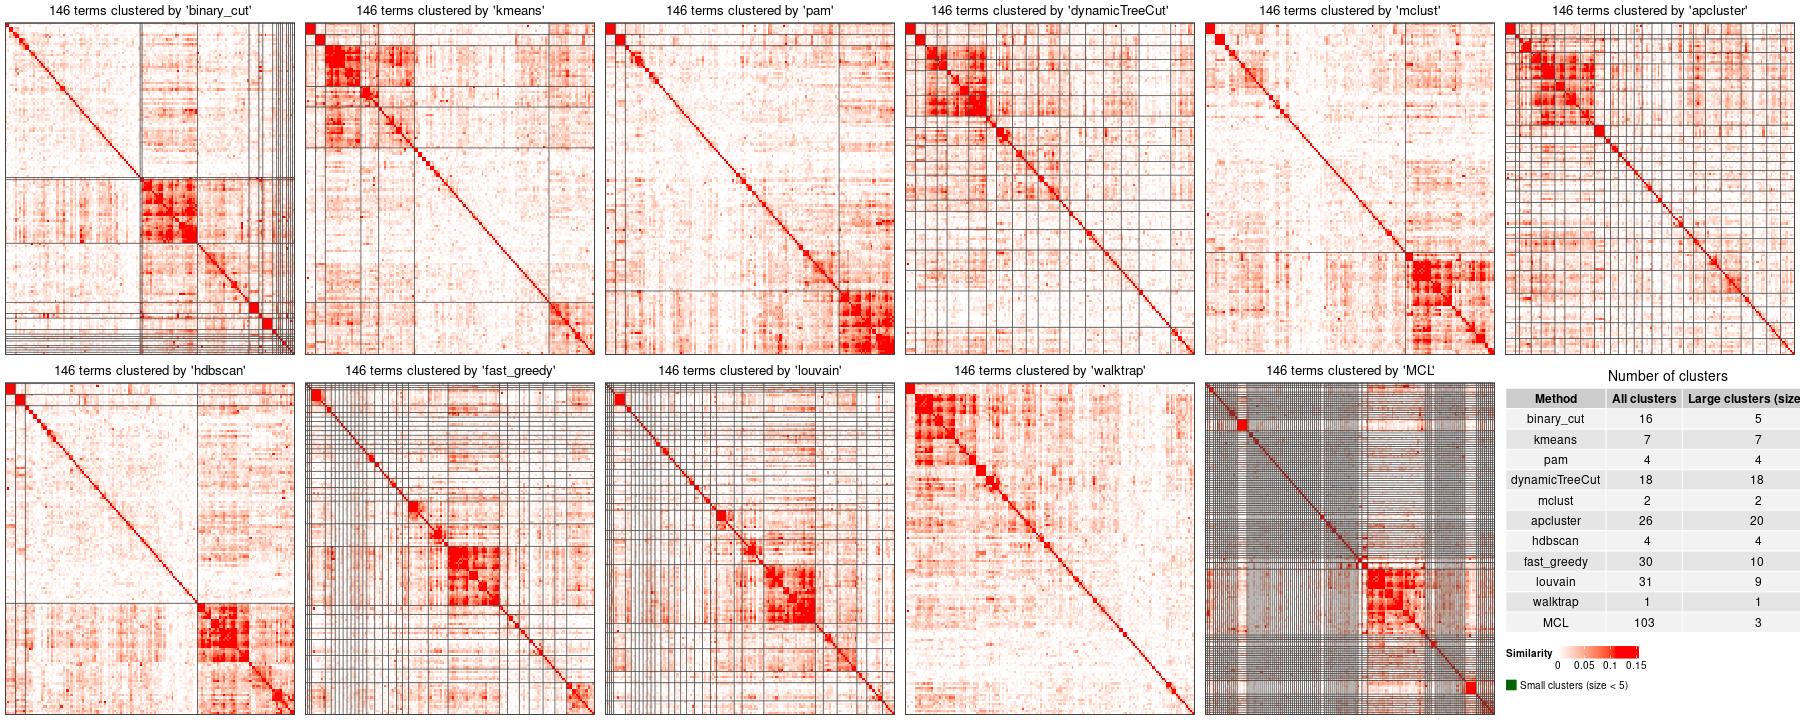 146 terms clustered by 'binary_cut'
146 terms clustered by 'kmeans'
146 terms clustered by 'pam'
146 terms clustered by 'dynamicTreeCut'
146 terms clustered by 'mclust'
146 terms clustered by 'apcluster'
146 terms clustered by 'hdbscan'
146 terms clustered by 'fast_greedy'
146 terms clustered by 'louvain'
146 terms clustered by 'walktrap'
146 terms clustered by 'MCL'
Number of clusters
Method All clusters Large clusters (size
binary_cut 16 5
kmeans 7 7
pam 4 4
dynamicTreeCut 18 18
mclust 2 2
apcluster 26 20
hdbscan 4 4
fast_greedy 30 10
louvain 31 9
walktrap 1 1
MCL 103 3
Similarity
0 0.05 0.1 0.15
Small clusters (size < 5)